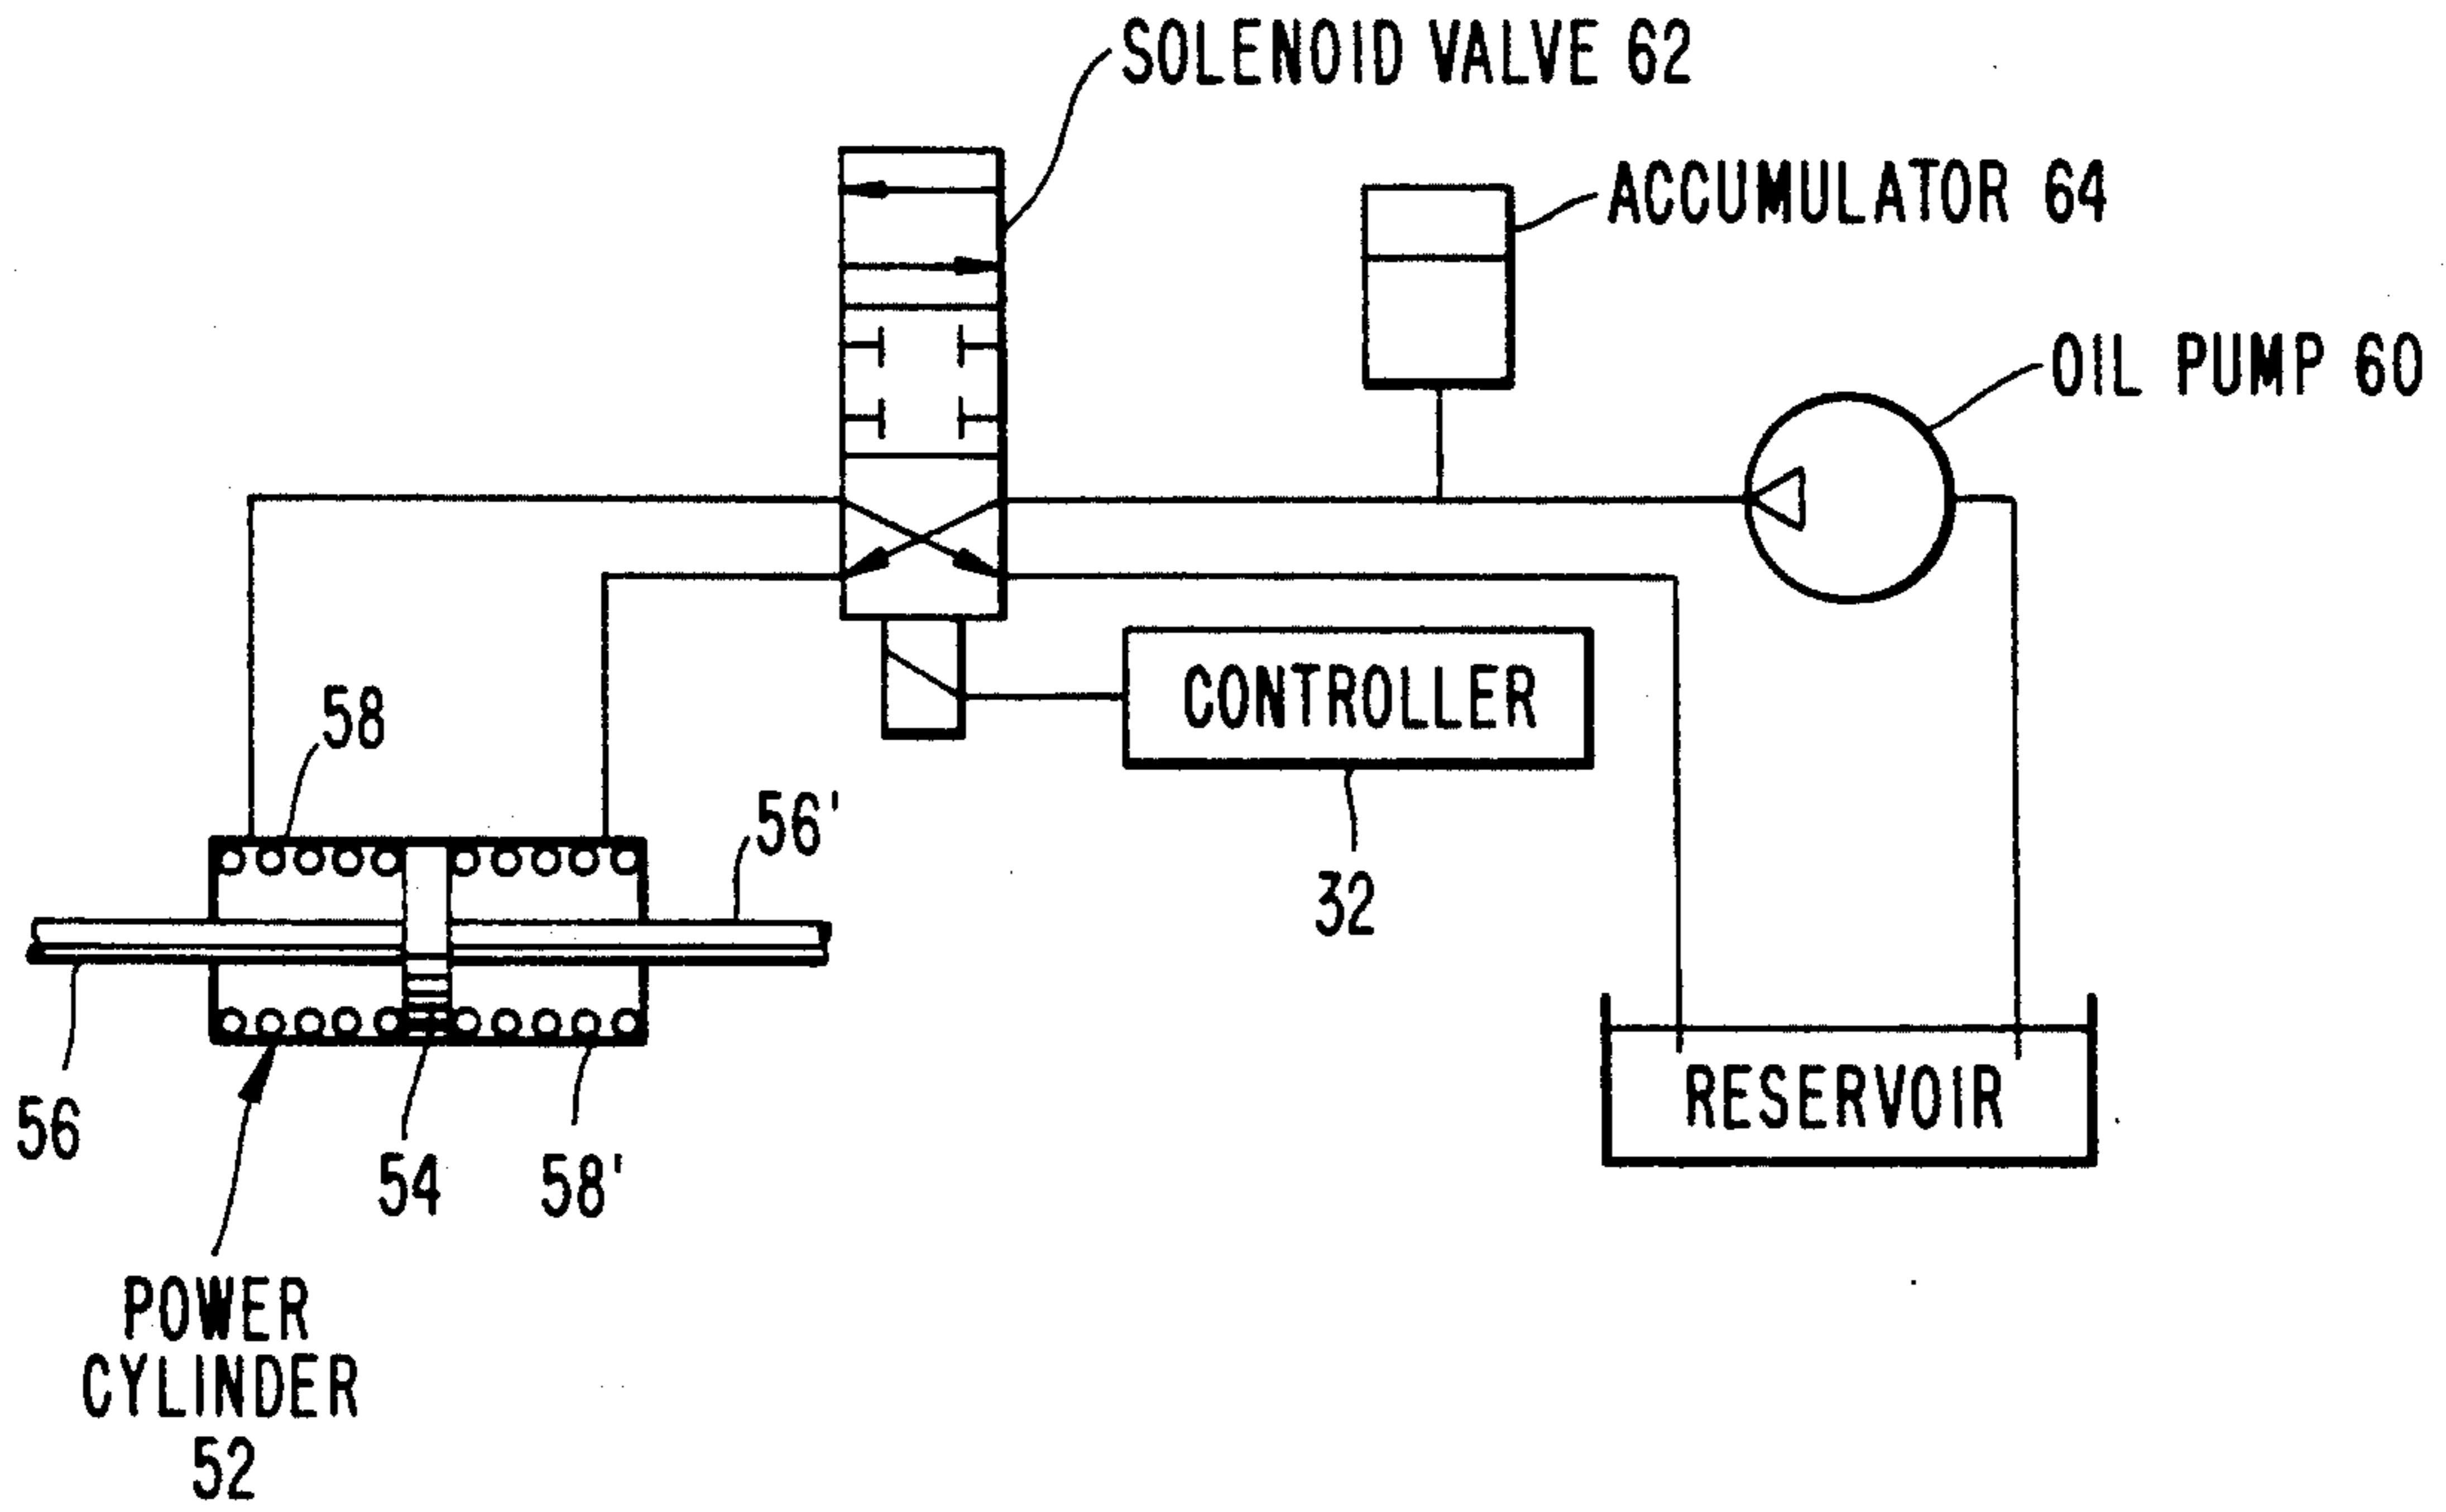 SOLENOID VALVE 62
ACCUMULATOR 64
OIL PUMP 60
CONTROLLER
58
56'
32
RESERVOIR
56
54
58'
POWER
CYLINDER
52